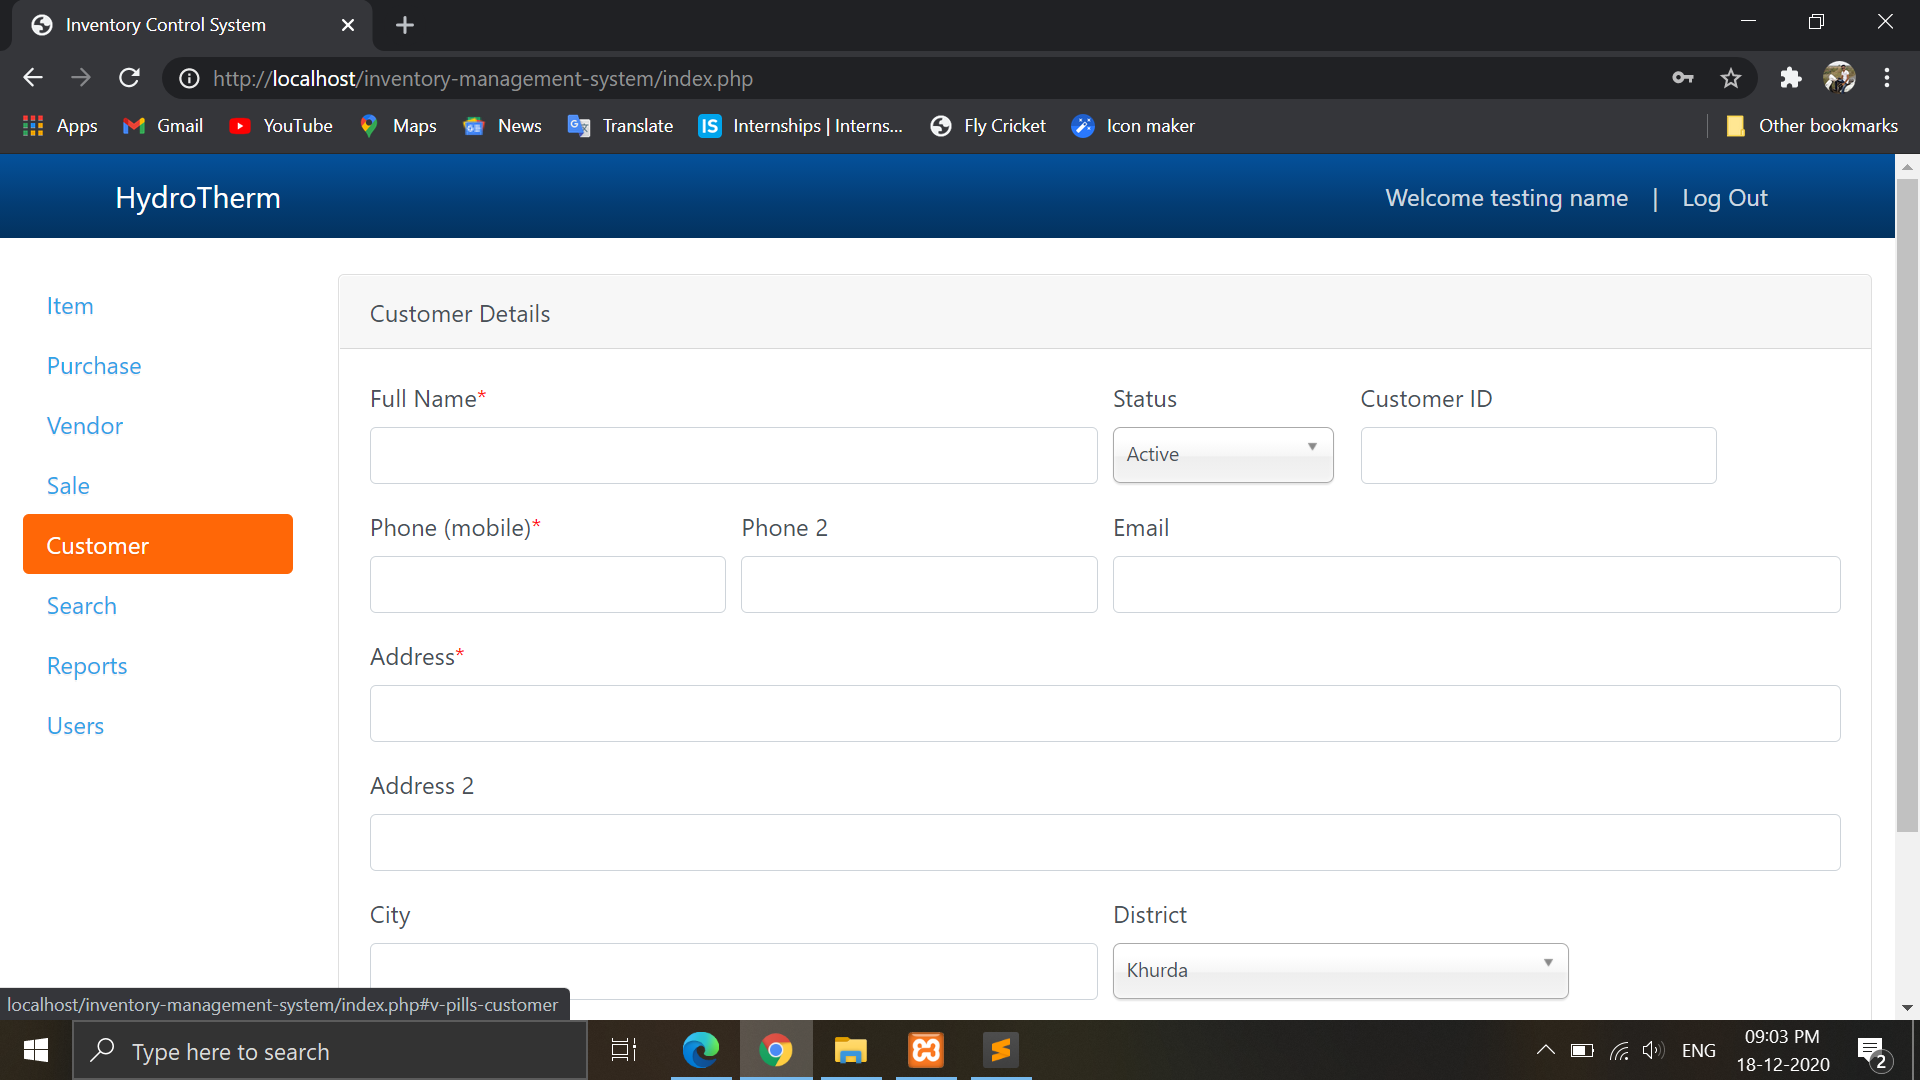 Inventory Control System
http://localhost/inventory-management-system/index.php
Apps Gmail YouTube Maps News Translate Internships | Interns... Fly Cricket Icon maker Other bookmarks
HydroTherm Welcome testing name | Log Out
Item
Purchase
Vendor
Sale
Customer
Search
Reports
Users
Customer Details
Full Name* Status Customer ID
Active
Phone (mobile)* Phone 2 Email
Address*
Address 2
City District
Khurda
localhost/inventory-management-system/index.php#v-pills-customer
Type here to search
ENG
09:03 PM
18-12-2020
2